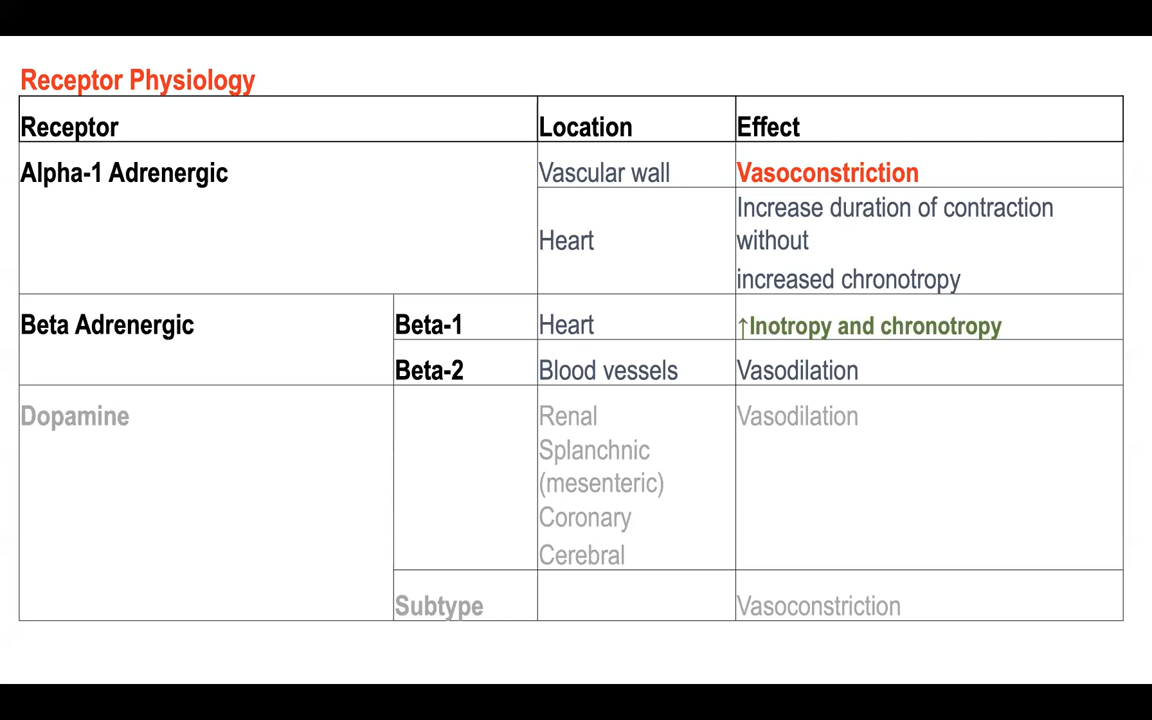 Receptor Physiology
Receptor Location Effect
Alpha-1 Adrenergic Vascular wall Vasoconstriction
Heart Increase duration of contraction
without
increased chronotropy
Beta Adrenergic Beta-1 Heart ↑Inotropy and chronotropy
Beta-2 Blood vessels Vasodilation
Dopamine Renal Vasodilation
Splanchnic
(mesenteric)
Coronary
Cerebral
Subtype Vasoconstriction